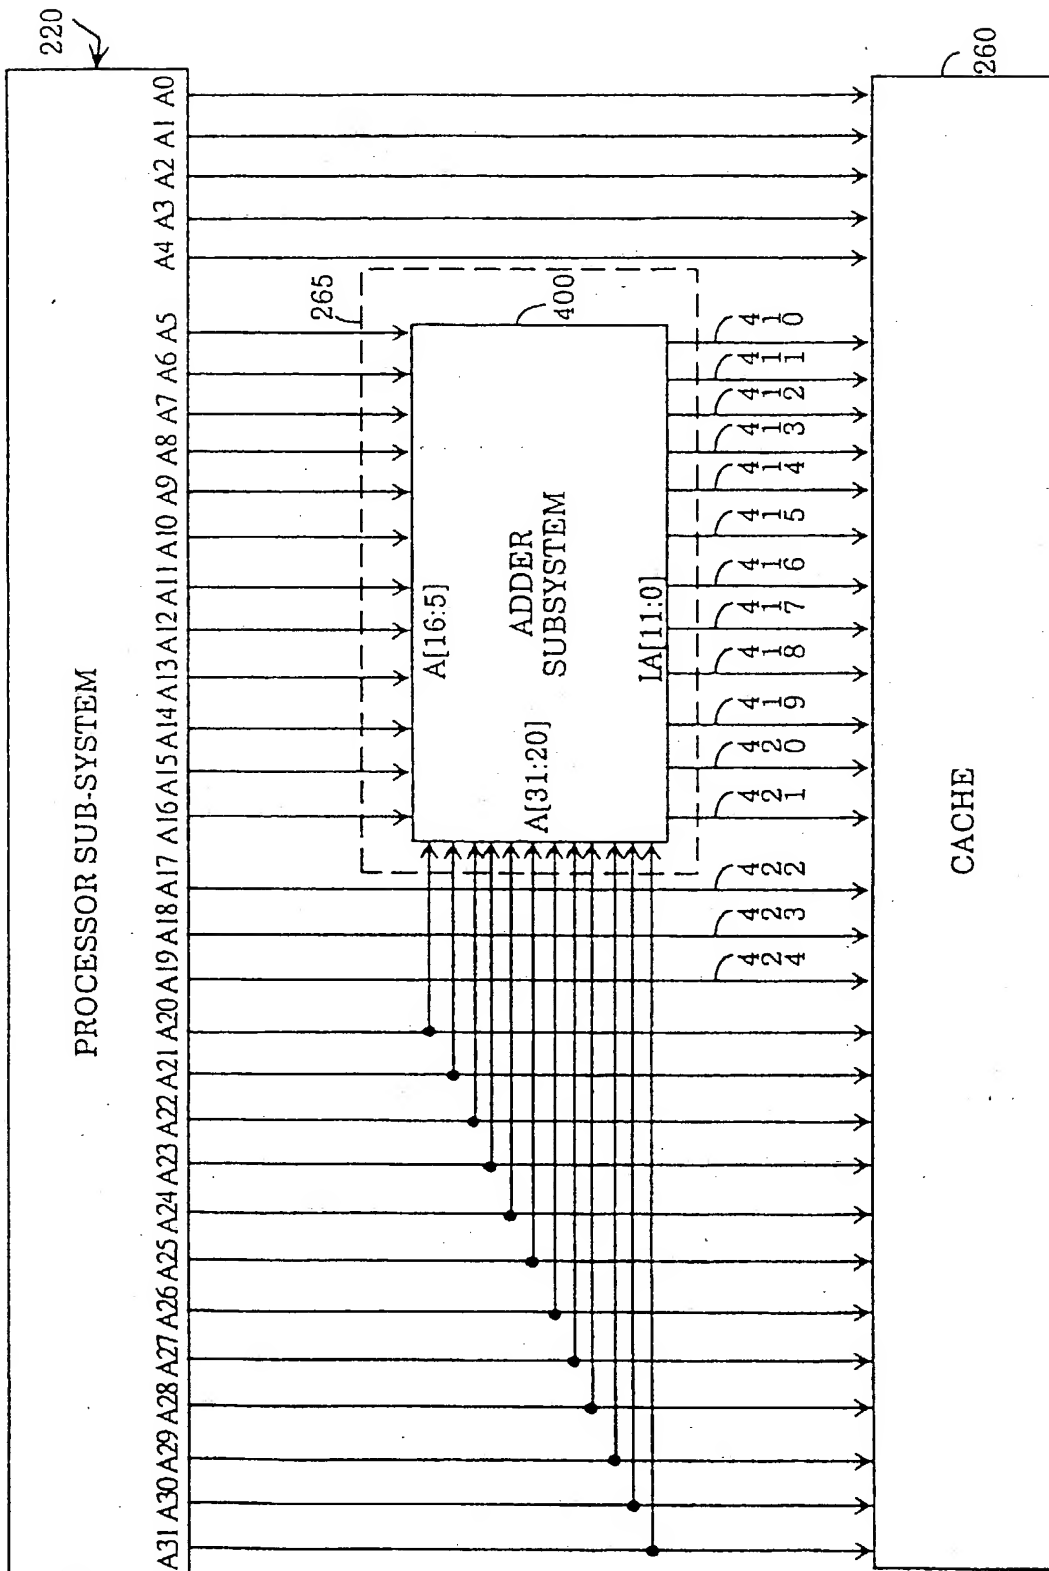 220
PROCESSOR SUB-SYSTEM
A31 A30 A29 A28 A27 A26 A25 A24 A23 A22 A21 A20 A19 A18 A17 A16 A15 A14 A13 A12 A11 A10 A9 A8 A7 A6 A5 A4 A3 A2 A1 A0
265
A[16:5]
400
A[31:20]
ADDER
SUBSYSTEM
IA[11:0]
424 423 422 421 420 419 418 417 416 415 414 413 412 411 410
CACHE
260